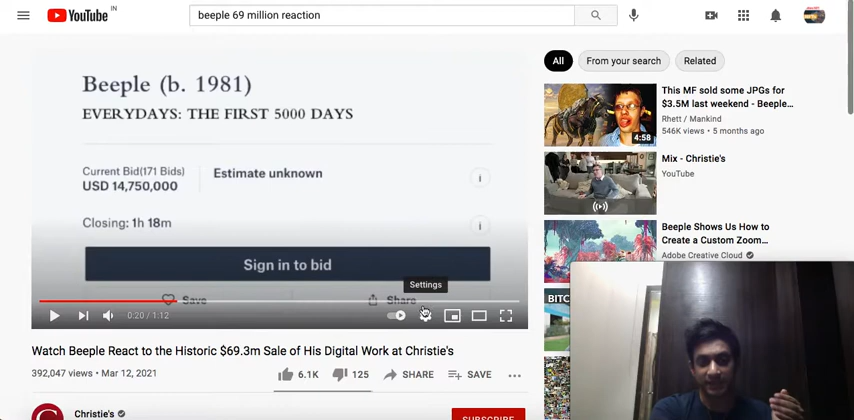 YouTube IN
beeple 69 million reaction
Beeple (b. 1981)
EVERYDAYS: THE FIRST 5000 DAYS
Current Bid(171 Bids)
USD 14,750,000
Estimate unknown
i
Closing: 1h 18m
i
Sign in to bid
Save
Share
Settings
0:20 / 1:12
Watch Beeple React to the Historic $69.3m Sale of His Digital Work at Christie's
392,047 views • Mar 12, 2021
6.1K
125
SHARE
SAVE
Christie's
SUBSCRIBE
All
From your search
Related
This MF sold some JPGs for
$3.5M last weekend - Beeple...
Rhett / Mankind
546K views • 5 months ago
4:58
Mix - Christie's
YouTube
Beeple Shows Us How to
Create a Custom Zoom...
Adobe Creative Cloud
BITC